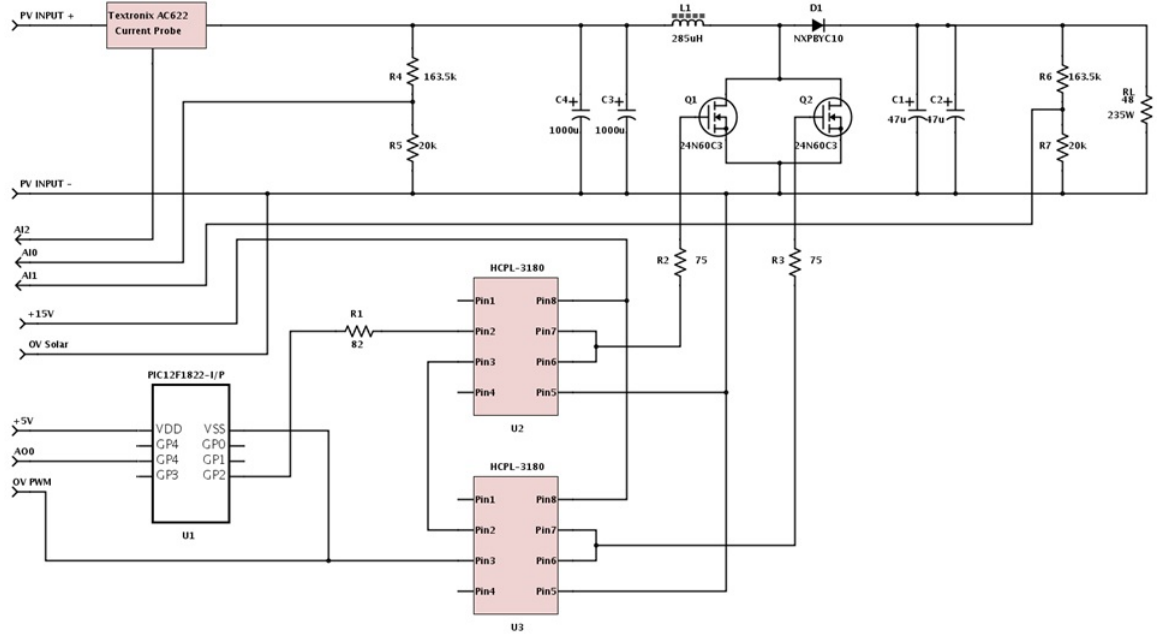 PV INPUT +
Textronix AC622
Current Probe
L1
285uH
D1
NXPBYC10
R4 163.5k
R5 20k
C4 +
1000u
C3 +
1000u
Q1
24N60C3
Q2
24N60C3
C1 +
47u
C2 +
47u
R6 163.5k
R7 20k
RL
48
235W
PV INPUT -
AI2
AI0
AI1
+15V
0V Solar
R2 75
R3 75
R1
82
HCPL-3180
Pin1 Pin8
Pin2 Pin7
Pin3 Pin6
Pin4 Pin5
U2
PIC12F1822-I/P
VDD VSS
GP4 GP0
GP4 GP1
GP3 GP2
U1
+5V
AO0
0V PWM
HCPL-3180
Pin1 Pin8
Pin2 Pin7
Pin3 Pin6
Pin4 Pin5
U3